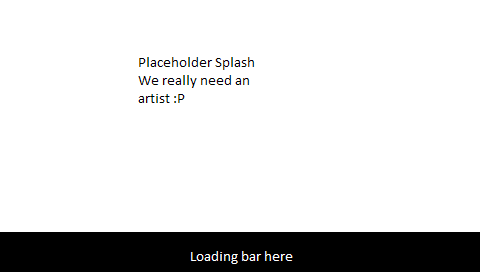 Placeholder Splash
We really need an
artist :P
Loading bar here